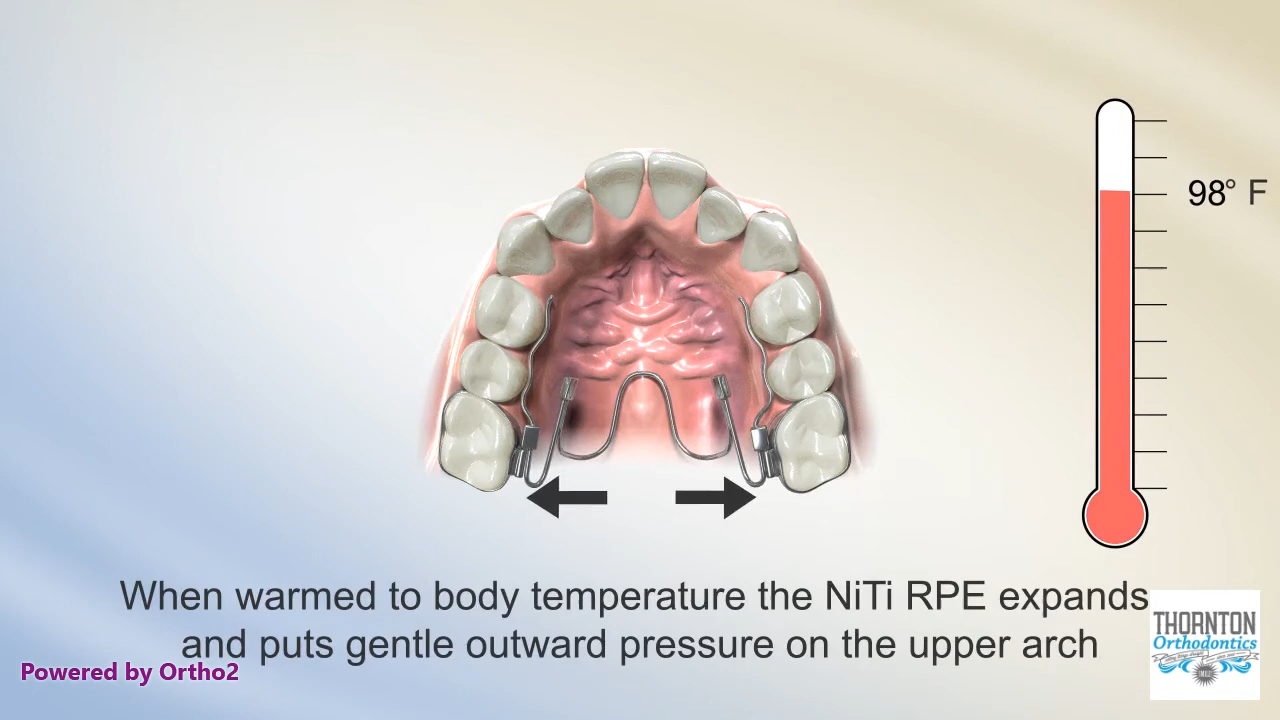 98° F
When warmed to body temperature the NiTi RPE expands
and puts gentle outward pressure on the upper arch
Powered by Ortho2
THORNTON
Orthodontics